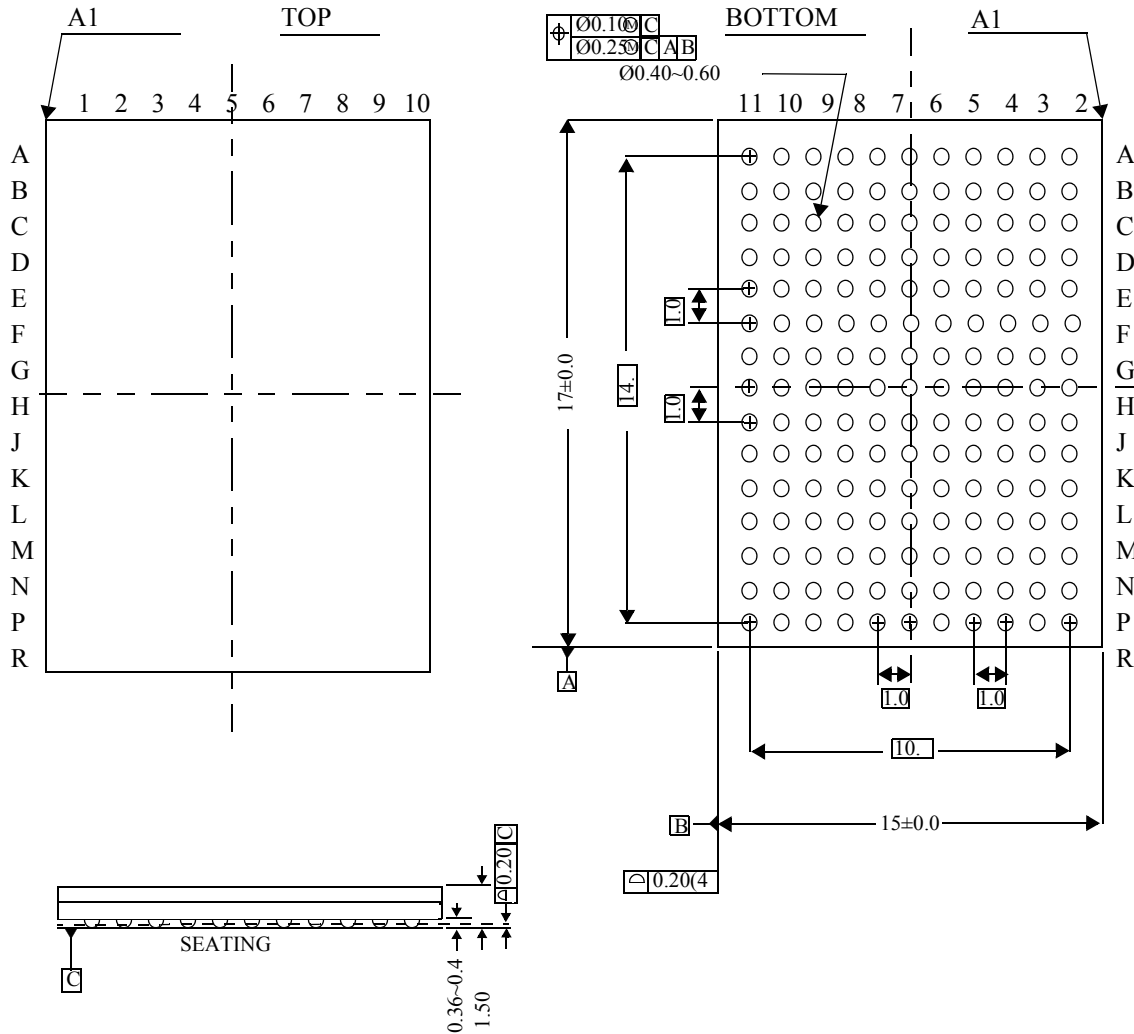 A1 TOP
Ø0.10Ⓜ C
Ø0.25Ⓜ C A B
BOTTOM A1
Ø0.40~0.60
1 2 3 4 5 6 7 8 9 10
11 10 9 8 7 6 5 4 3 2
A
B
C
D
E
F
G
H
J
K
L
M
N
P
R
17±0.0
14.
1.0
1.0
A
B
C
D
E
F
G
H
J
K
L
M
N
P
R
A
1.0 1.0
10.
B
15±0.0
0.20(4
0.20 C
SEATING
C
0.36~0.4
1.50